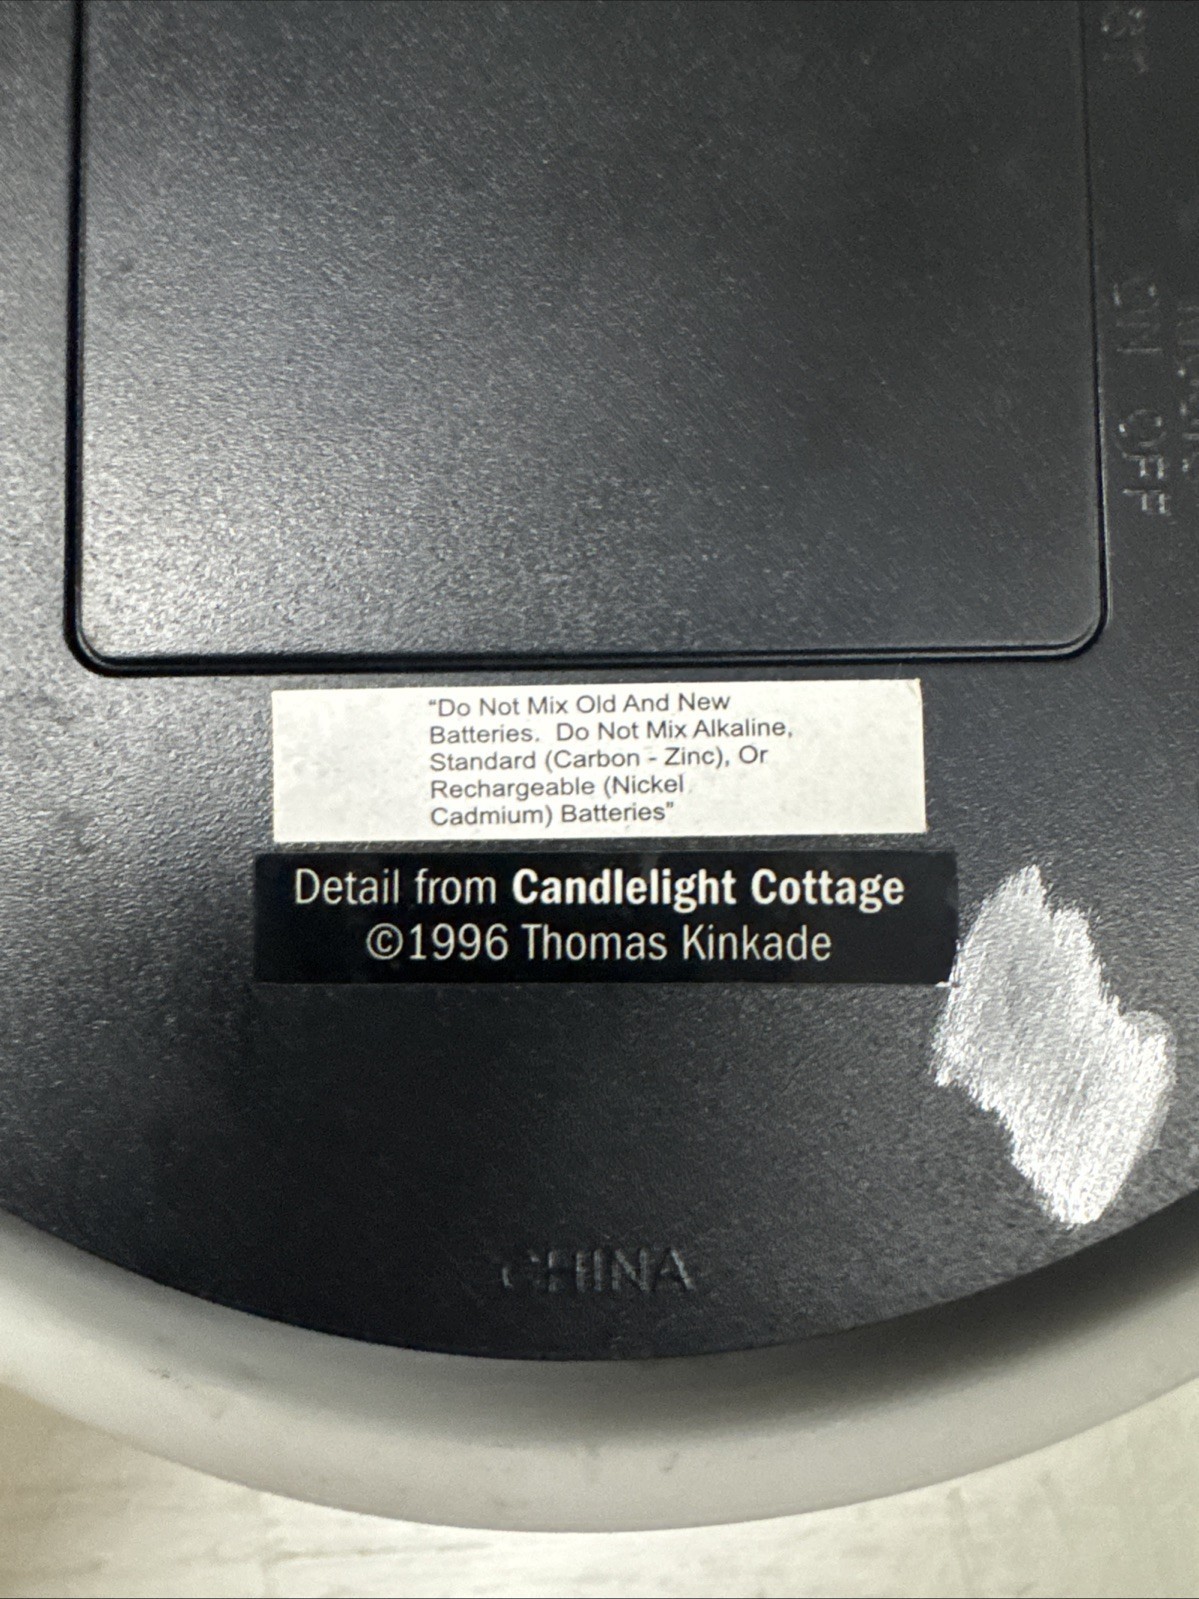 ON OFF
"Do Not Mix Old And New
Batteries. Do Not Mix Alkaline,
Standard (Carbon - Zinc), Or
Rechargeable (Nickel
Cadmium) Batteries"
Detail from Candlelight Cottage
©1996 Thomas Kinkade
CHINA